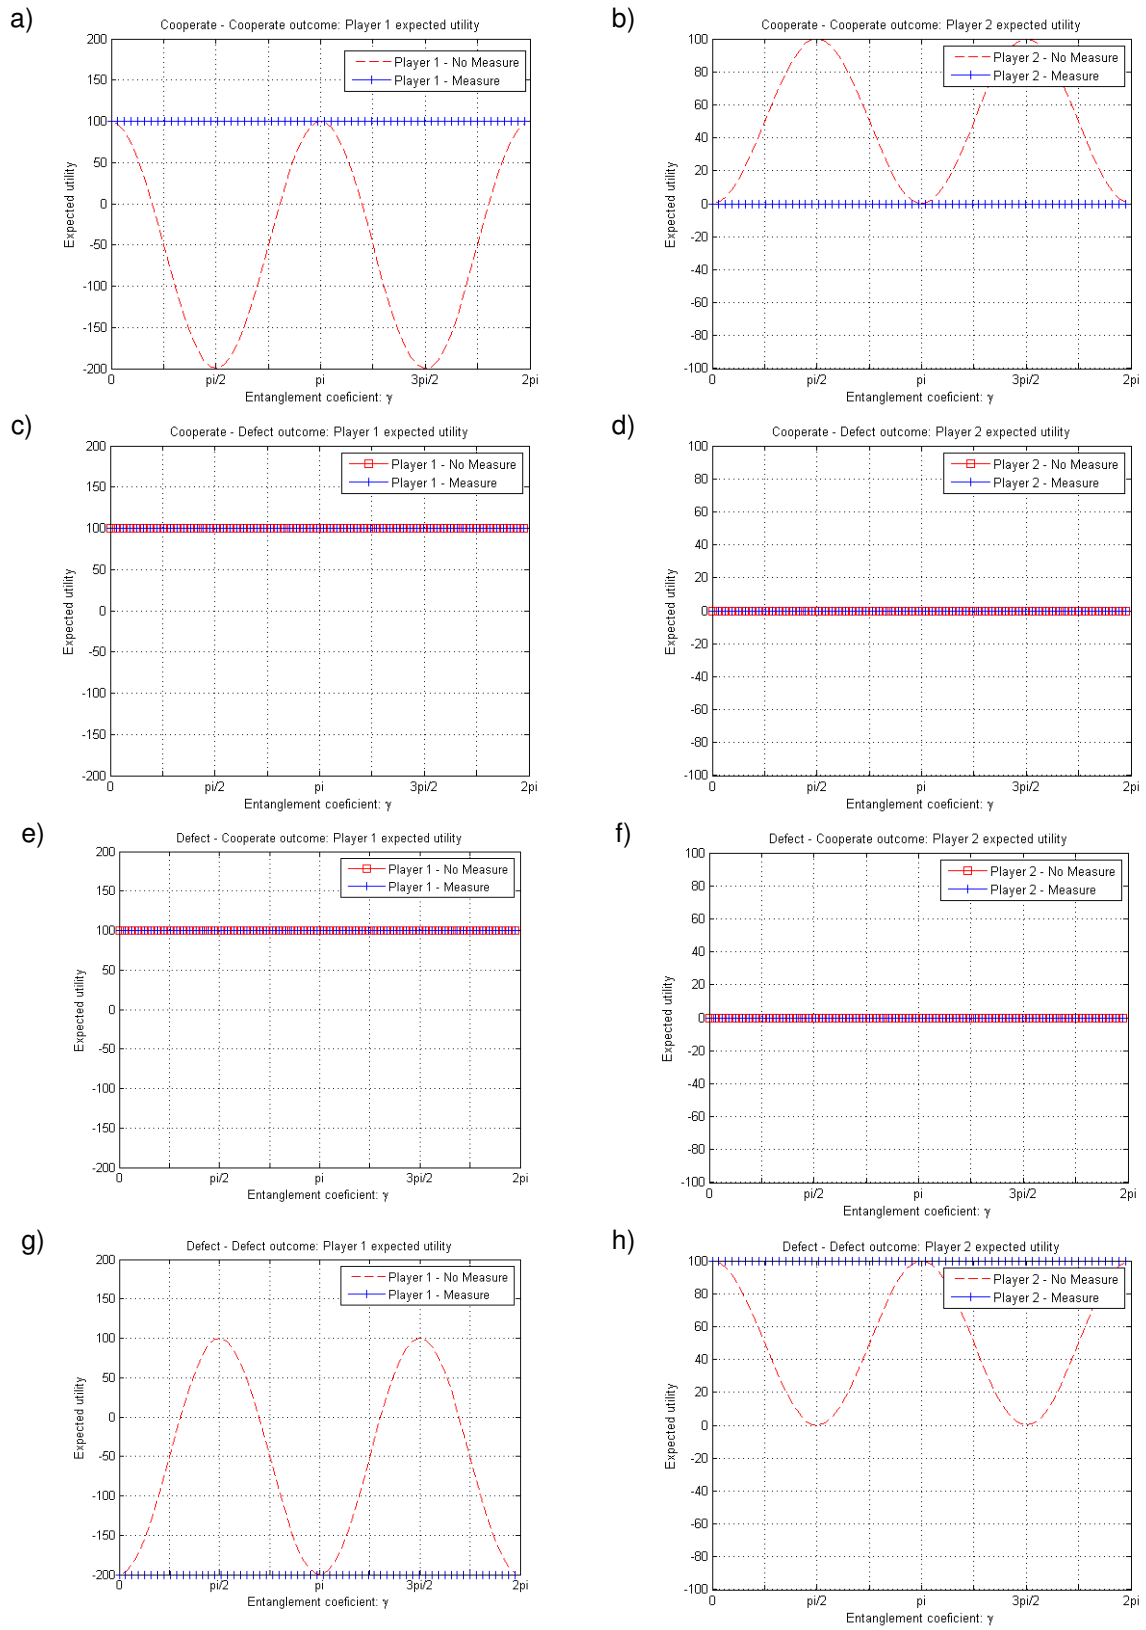 a)
Cooperate - Cooperate outcome: Player 1 expected utility
200
150
100
50
0
-50
-100
-150
-200
Expected utility
Player 1 - No Measure
Player 1 - Measure
0 pi/2 pi 3pi/2 2pi
Entanglement coeficient: γ
b)
Cooperate - Cooperate outcome: Player 2 expected utility
100
80
60
40
20
0
-20
-40
-60
-80
-100
Expected utility
Player 2 - No Measure
Player 2 - Measure
0 pi/2 pi 3pi/2 2pi
Entanglement coeficient: γ
c)
Cooperate - Defect outcome: Player 1 expected utility
200
150
100
50
0
-50
-100
-150
-200
Expected utility
Player 1 - No Measure
Player 1 - Measure
0 pi/2 pi 3pi/2 2pi
Entanglement coeficient: γ
d)
Cooperate - Defect outcome: Player 2 expected utility
100
80
60
40
20
0
-20
-40
-60
-80
-100
Expected utility
Player 2 - No Measure
Player 2 - Measure
0 pi/2 pi 3pi/2 2pi
Entanglement coeficient: γ
e)
Defect - Cooperate outcome: Player 1 expected utility
200
150
100
50
0
-50
-100
-150
-200
Expected utility
Player 1 - No Measure
Player 1 - Measure
0 pi/2 pi 3pi/2 2pi
Entanglement coeficient: γ
f)
Defect - Cooperate outcome: Player 2 expected utility
100
80
60
40
20
0
-20
-40
-60
-80
-100
Expected utility
Player 2 - No Measure
Player 2 - Measure
0 pi/2 pi 3pi/2 2pi
Entanglement coeficient: γ
g)
Defect - Defect outcome: Player 1 expected utility
200
150
100
50
0
-50
-100
-150
-200
Expected utility
Player 1 - No Measure
Player 1 - Measure
0 pi/2 pi 3pi/2 2pi
Entanglement coeficient: γ
h)
Defect - Defect outcome: Player 2 expected utility
100
80
60
40
20
0
-20
-40
-60
-80
-100
Expected utility
Player 2 - No Measure
Player 2 - Measure
0 pi/2 pi 3pi/2 2pi
Entanglement coeficient: γ